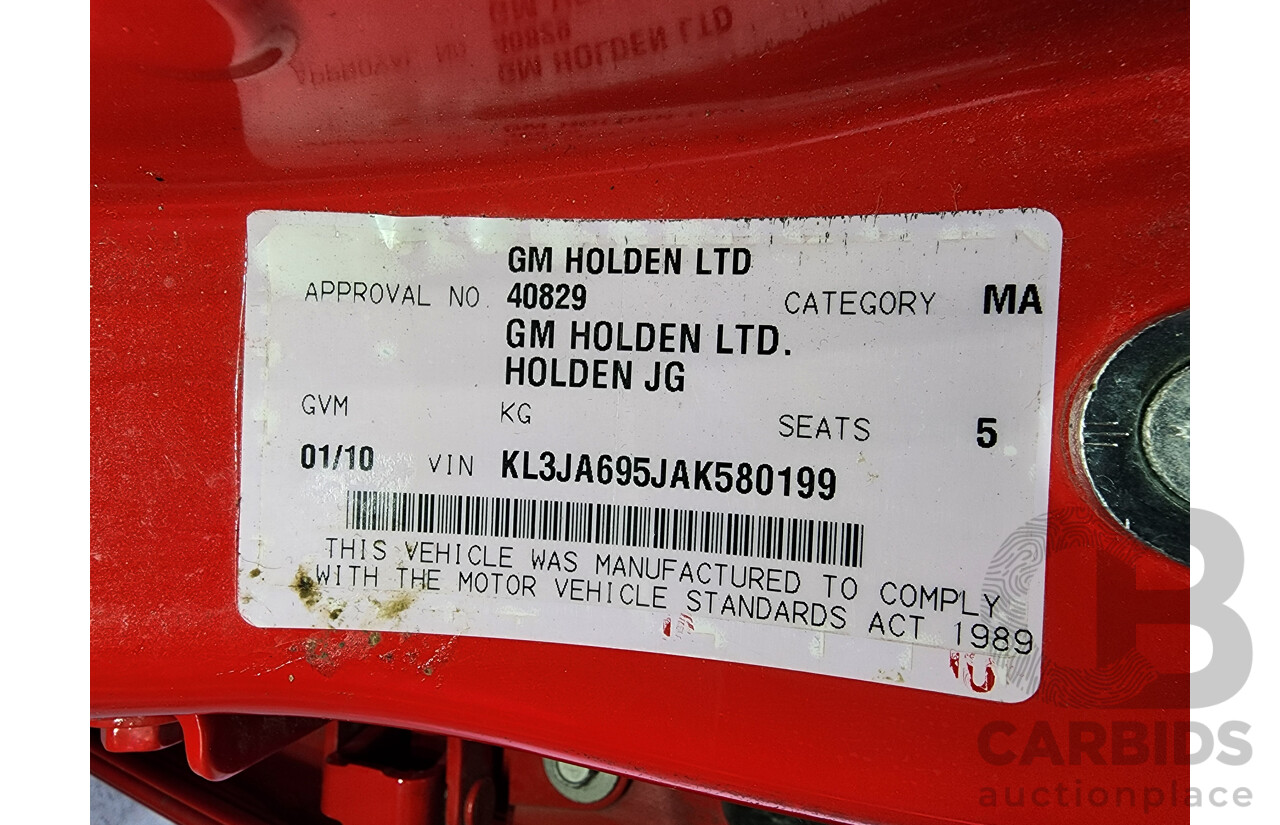 GM HOLDEN LTD
APPROVAL NO 40829 CATEGORY MA
GM HOLDEN LTD.
HOLDEN JG
GVM KG SEATS 5
01/10 VIN KL3JA695JAK580199
THIS VEHICLE WAS MANUFACTURED TO COMPLY
WITH THE MOTOR VEHICLE STANDARDS ACT 1989
CB
CARBIDS
auctionplace